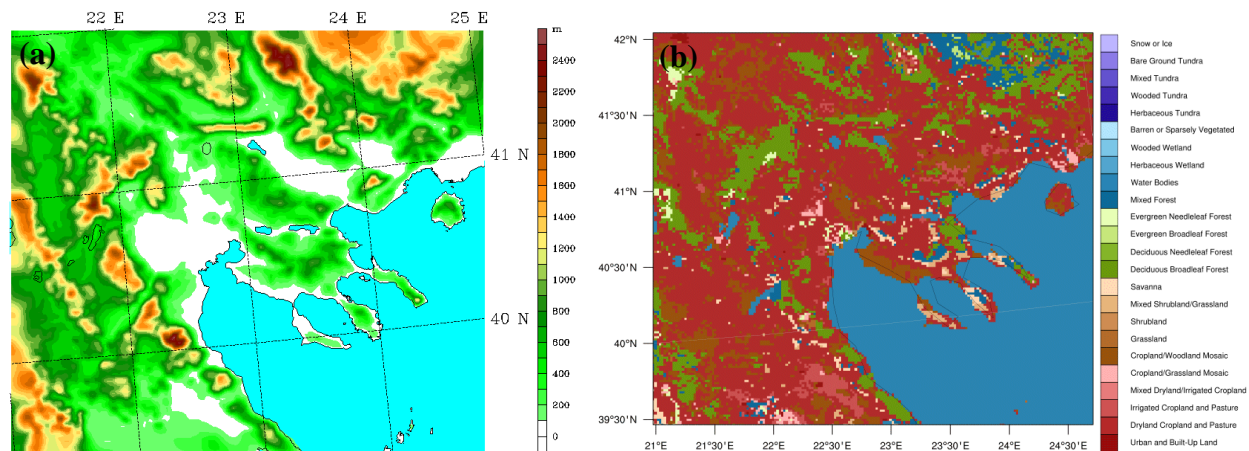 22 E
23 E
24 E
25 E
(a)
41 N
40 N
m
2400
2200
2000
1800
1600
1400
1200
1000
800
600
400
200
0
(b)
42°N
41°30'N
41°N
40°30'N
40°N
39°30'N
21°E
21°30'E
22°E
22°30'E
23°E
23°30'E
24°E
24°30'E
Snow or Ice
Bare Ground Tundra
Mixed Tundra
Wooded Tundra
Herbaceous Tundra
Barren or Sparsely Vegetated
Wooded Wetland
Herbaceous Wetland
Water Bodies
Mixed Forest
Evergreen Needleleaf Forest
Evergreen Broadleaf Forest
Deciduous Needleleaf Forest
Deciduous Broadleaf Forest
Savanna
Mixed Shrubland/Grassland
Shrubland
Grassland
Cropland/Woodland Mosaic
Cropland/Grassland Mosaic
Mixed Dryland/Irrigated Cropland
Irrigated Cropland and Pasture
Dryland Cropland and Pasture
Urban and Built-Up Land